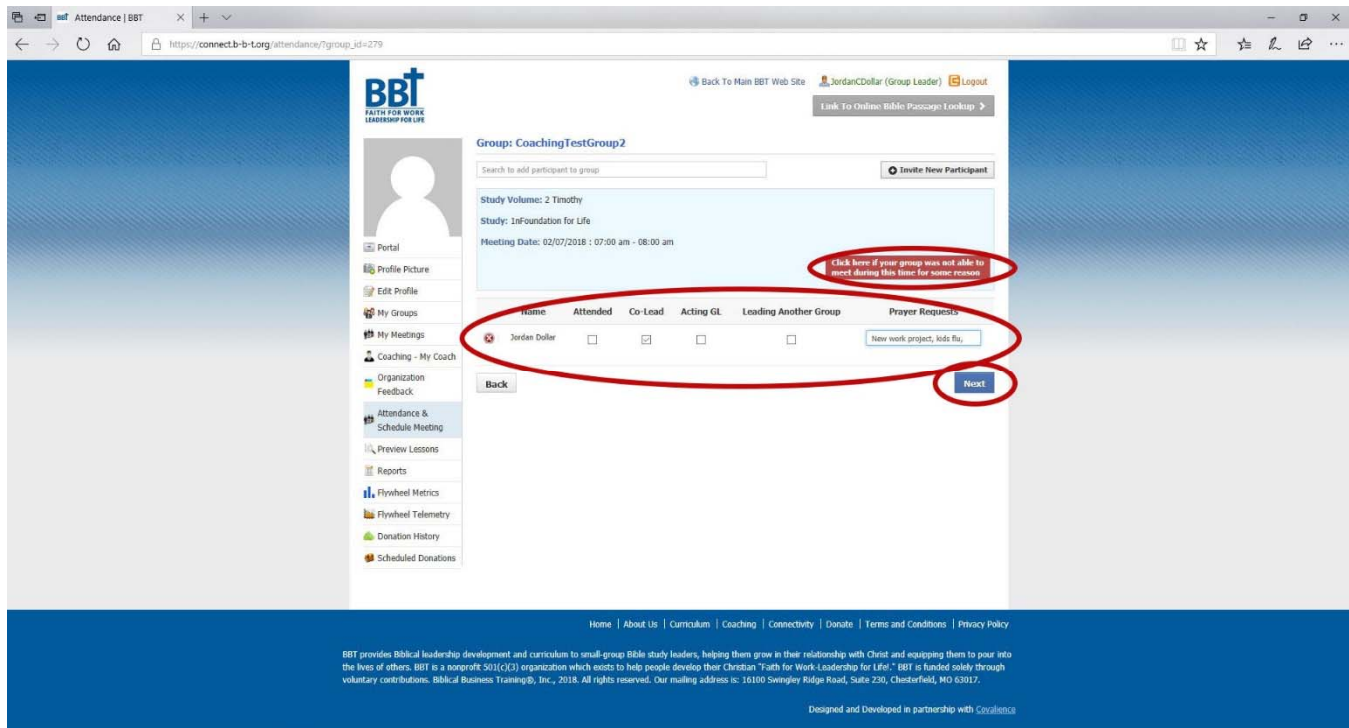 Attendance | BBT
https://connect.b-b-t.org/attendance/?group_id=279
BBT
FAITH FOR WORK
LEADERSHIP FOR LIFE
Back To Main BBT Web Site JordanCDollar (Group Leader) Logout
Link To Online Bible Passage Lookup
Group: CoachingTestGroup2
Search to add participant to group
Invite New Participant
Study Volume: 2 Timothy
Study: 1nFoundation for Life
Meeting Date: 02/07/2018 : 07:00 am - 08:00 am
Click here if your group was not able to
meet during this time for some reason
Name Attended Co-Lead Acting GL Leading Another Group Prayer Requests
Jordan Dollar New work project, kids flu,
Back Next
Portal
Profile Picture
Edit Profile
My Groups
My Meetings
Coaching - My Coach
Organization
Feedback
Attendance &
Schedule Meeting
Preview Lessons
Reports
Flywheel Metrics
Flywheel Telemetry
Donation History
Scheduled Donations
Home | About Us | Curriculum | Coaching | Connectivity | Donate | Terms and Conditions | Privacy Policy
BBT provides Biblical leadership development and curriculum to small-group Bible study leaders, helping them grow in their relationship with Christ and equipping them to pour into
the lives of others. BBT is a nonprofit 501(c)(3) organization which exists to help people develop their Christian "Faith for Work-Leadership for Life!." BBT is funded solely through
voluntary contributions. Biblical Business Training®, Inc., 2018. All rights reserved. Our mailing address is: 16100 Swingley Ridge Road, Suite 230, Chesterfield, MO 63017.
Designed and Developed in partnership with Covalience